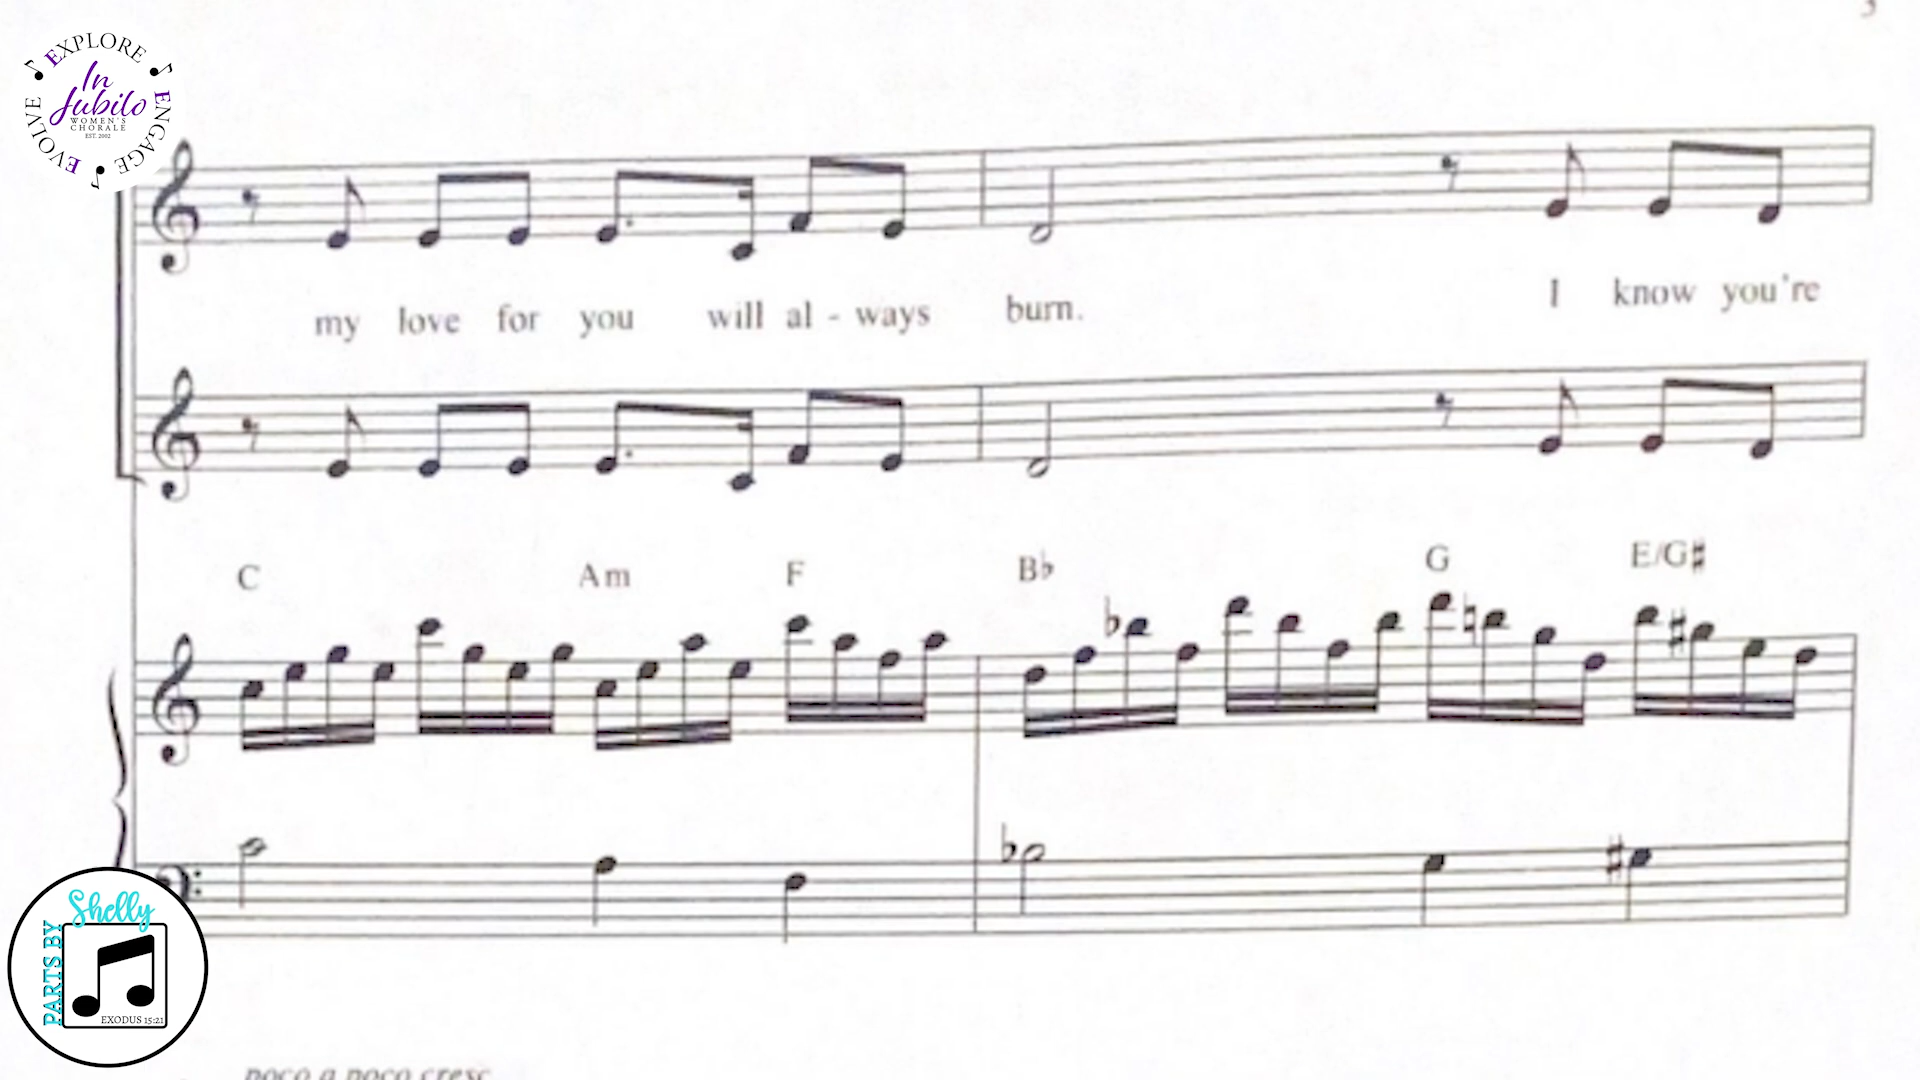 3
EXPLORE
ENGAGE
EVOLVE
In
Jubilo
WOMEN'S
CHORALE
EST. 2002
my love for you will al - ways burn. I know you're
C Am F B♭ G E/G♯
PARTS BY
Shelly
EXODUS 15:21
poco a poco cresc.